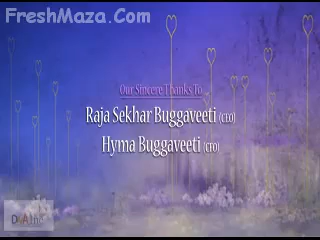 FreshMaza.Com
Our Sincere Thanks To
Raja Sekhar Buggaveeti (CEO)
Hyma Buggaveeti (CFO)